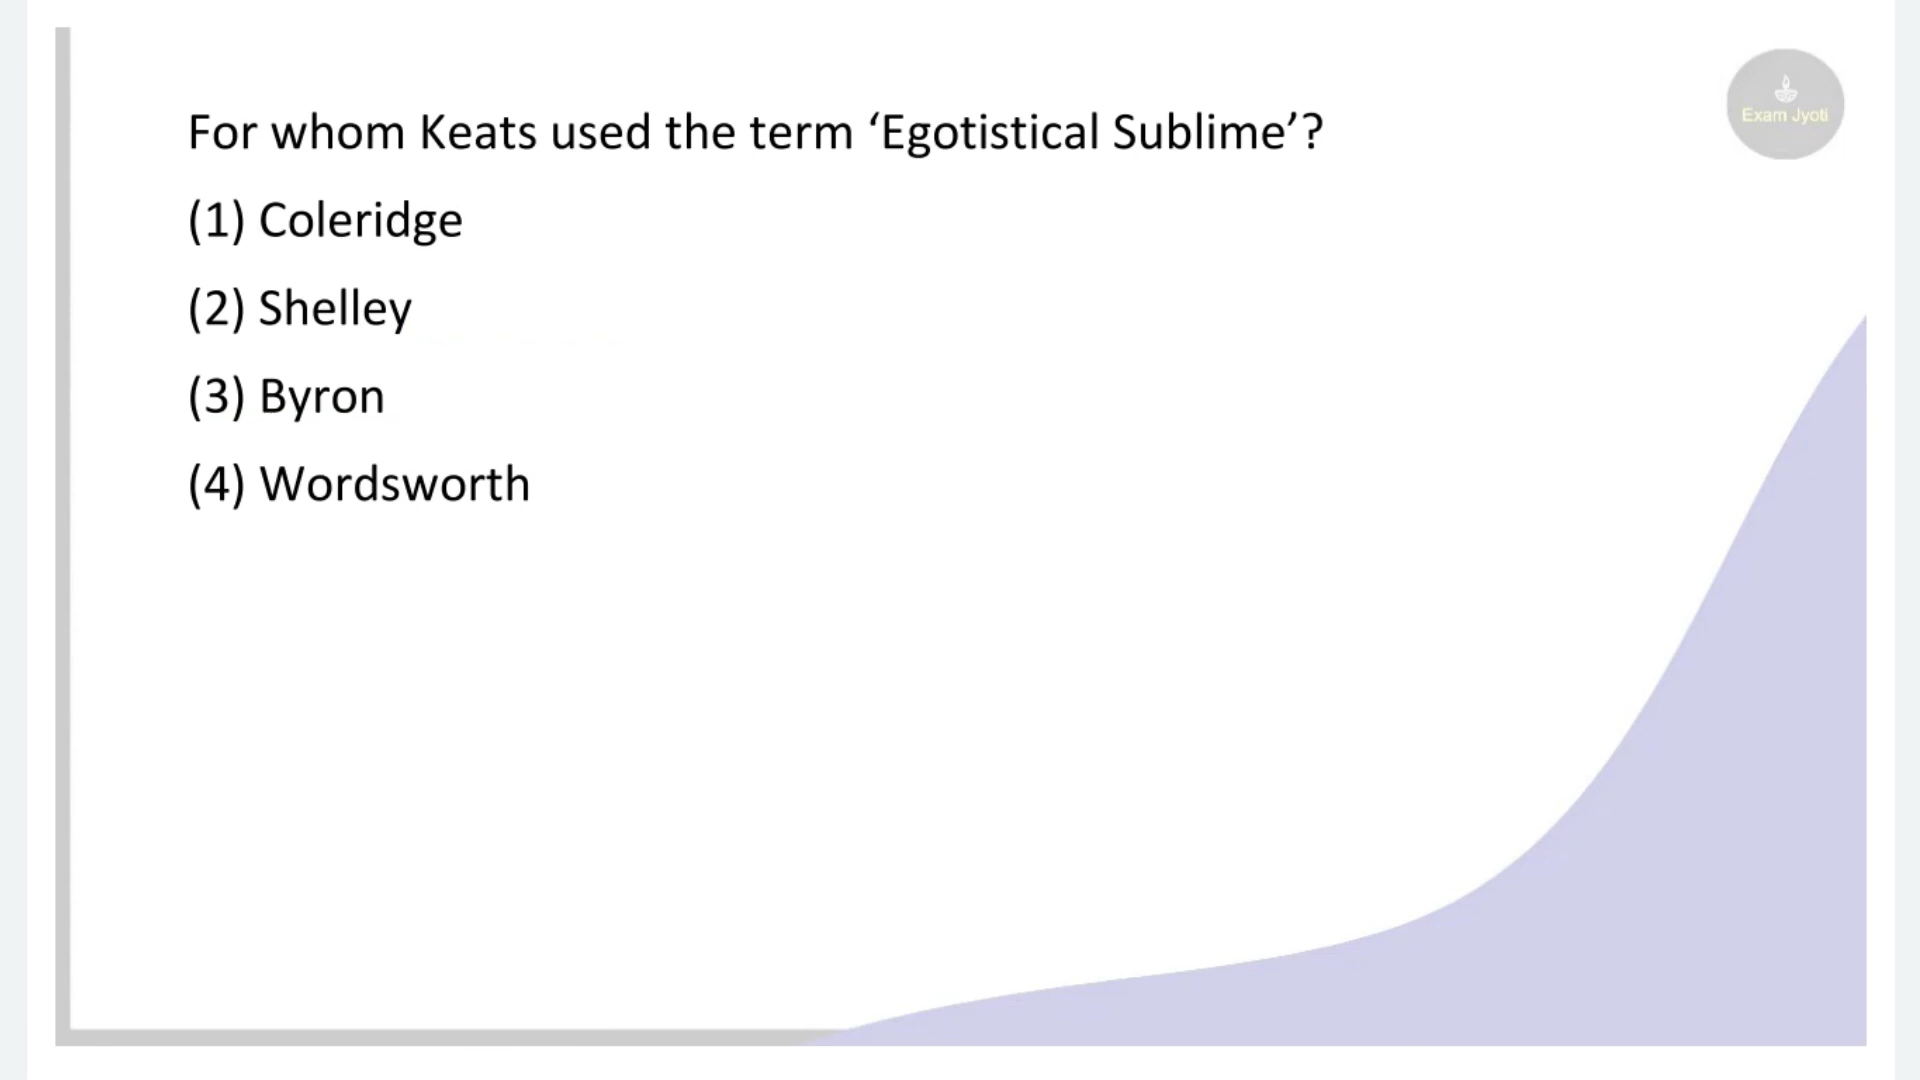 For whom Keats used the term ‘Egotistical Sublime’?
Exam Jyoti
(1) Coleridge
(2) Shelley
(3) Byron
(4) Wordsworth